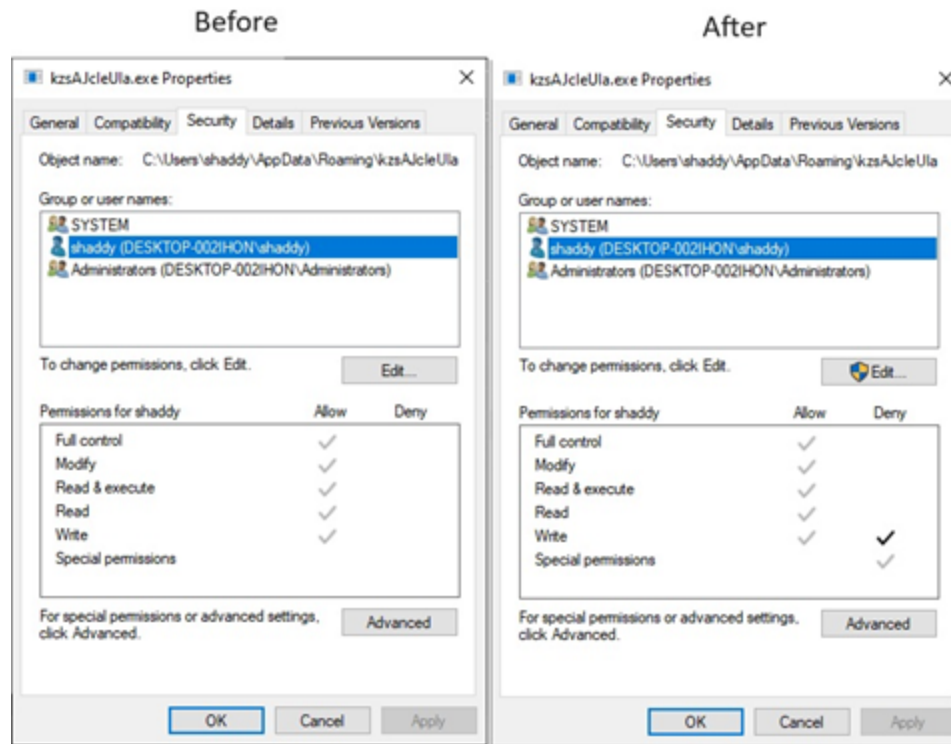 Before
kzsAJcleUla.exe Properties
General Compatibility Security Details Previous Versions
Object name: C:\Users\shaddy\AppData\Roaming\kzsAJcleUla
Group or user names:
SYSTEM
shaddy (DESKTOP-002IHON\shaddy)
Administrators (DESKTOP-002IHON\Administrators)
To change permissions, click Edit.
Edit...
Permissions for shaddy Allow Deny
Full control
Modify
Read & execute
Read
Write
Special permissions
For special permissions or advanced settings,
click Advanced.
Advanced
OK Cancel Apply
After
kzsAJcleUla.exe Properties
General Compatibility Security Details Previous Versions
Object name: C:\Users\shaddy\AppData\Roaming\kzsAJcleUla
Group or user names:
SYSTEM
shaddy (DESKTOP-002IHON\shaddy)
Administrators (DESKTOP-002IHON\Administrators)
To change permissions, click Edit.
Edit...
Permissions for shaddy Allow Deny
Full control
Modify
Read & execute
Read
Write
Special permissions
For special permissions or advanced settings,
click Advanced.
Advanced
OK Cancel Apply